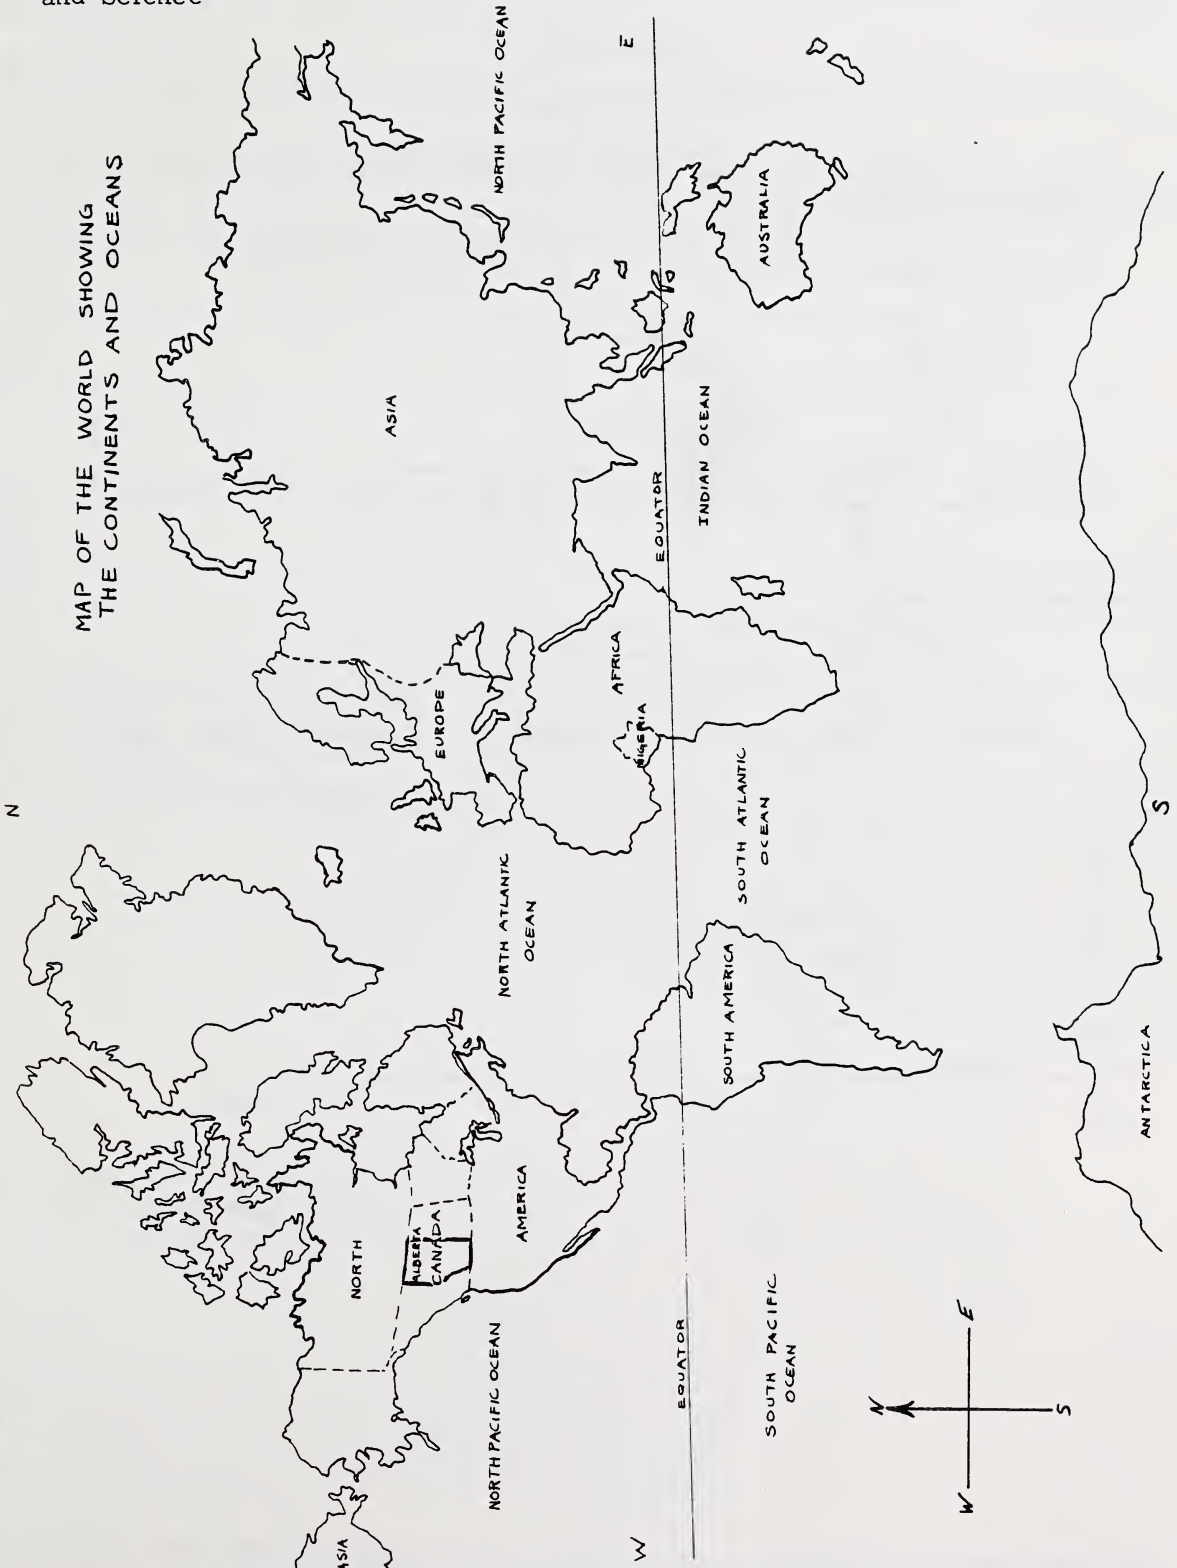 and Science
MAP OF THE WORLD SHOWING
THE CONTINENTS AND OCEANS
N
ASIA
NORTH
ALBERTA
CANADA
AMERICA
EUROPE
ASIA
NORTH PACIFIC OCEAN
NORTH ATLANTIC
OCEAN
NORTH PACIFIC OCEAN
AFRICA
NIGERIA
W
EQUATOR
EQUATOR
E
SOUTH PACIFIC
OCEAN
SOUTH AMERICA
SOUTH ATLANTIC
OCEAN
INDIAN OCEAN
AUSTRALIA
N
W
E
S
ANTARCTICA
S